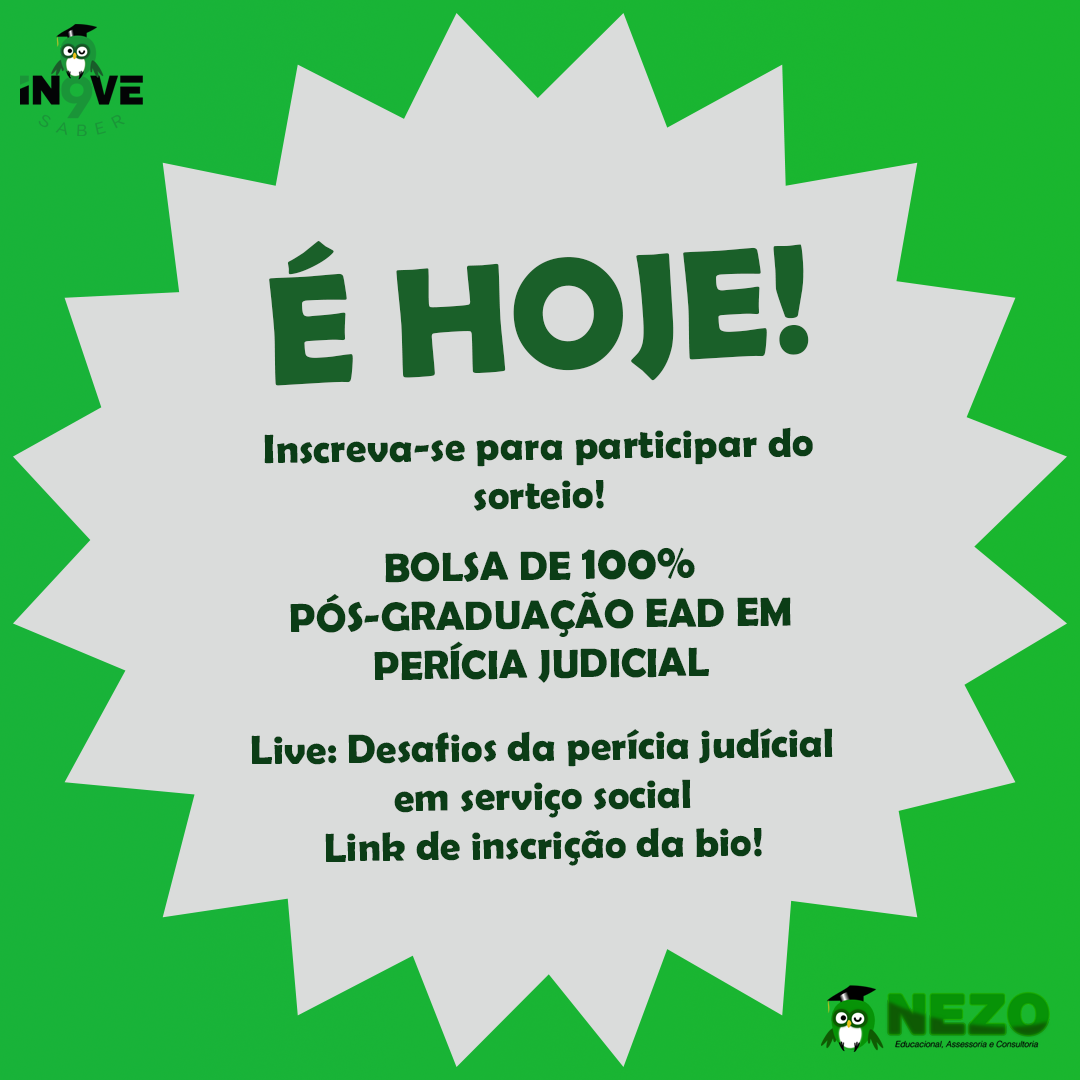 iN9VE
SABER
É HOJE!
Inscreva-se para participar do
sorteio!
BOLSA DE 100%
PÓS-GRADUAÇÃO EAD EM
PERÍCIA JUDICIAL
Live: Desafios da perícia judícial
em serviço social
Link de inscrição da bio!
NEZO
Educacional, Assessoria e Consultoria